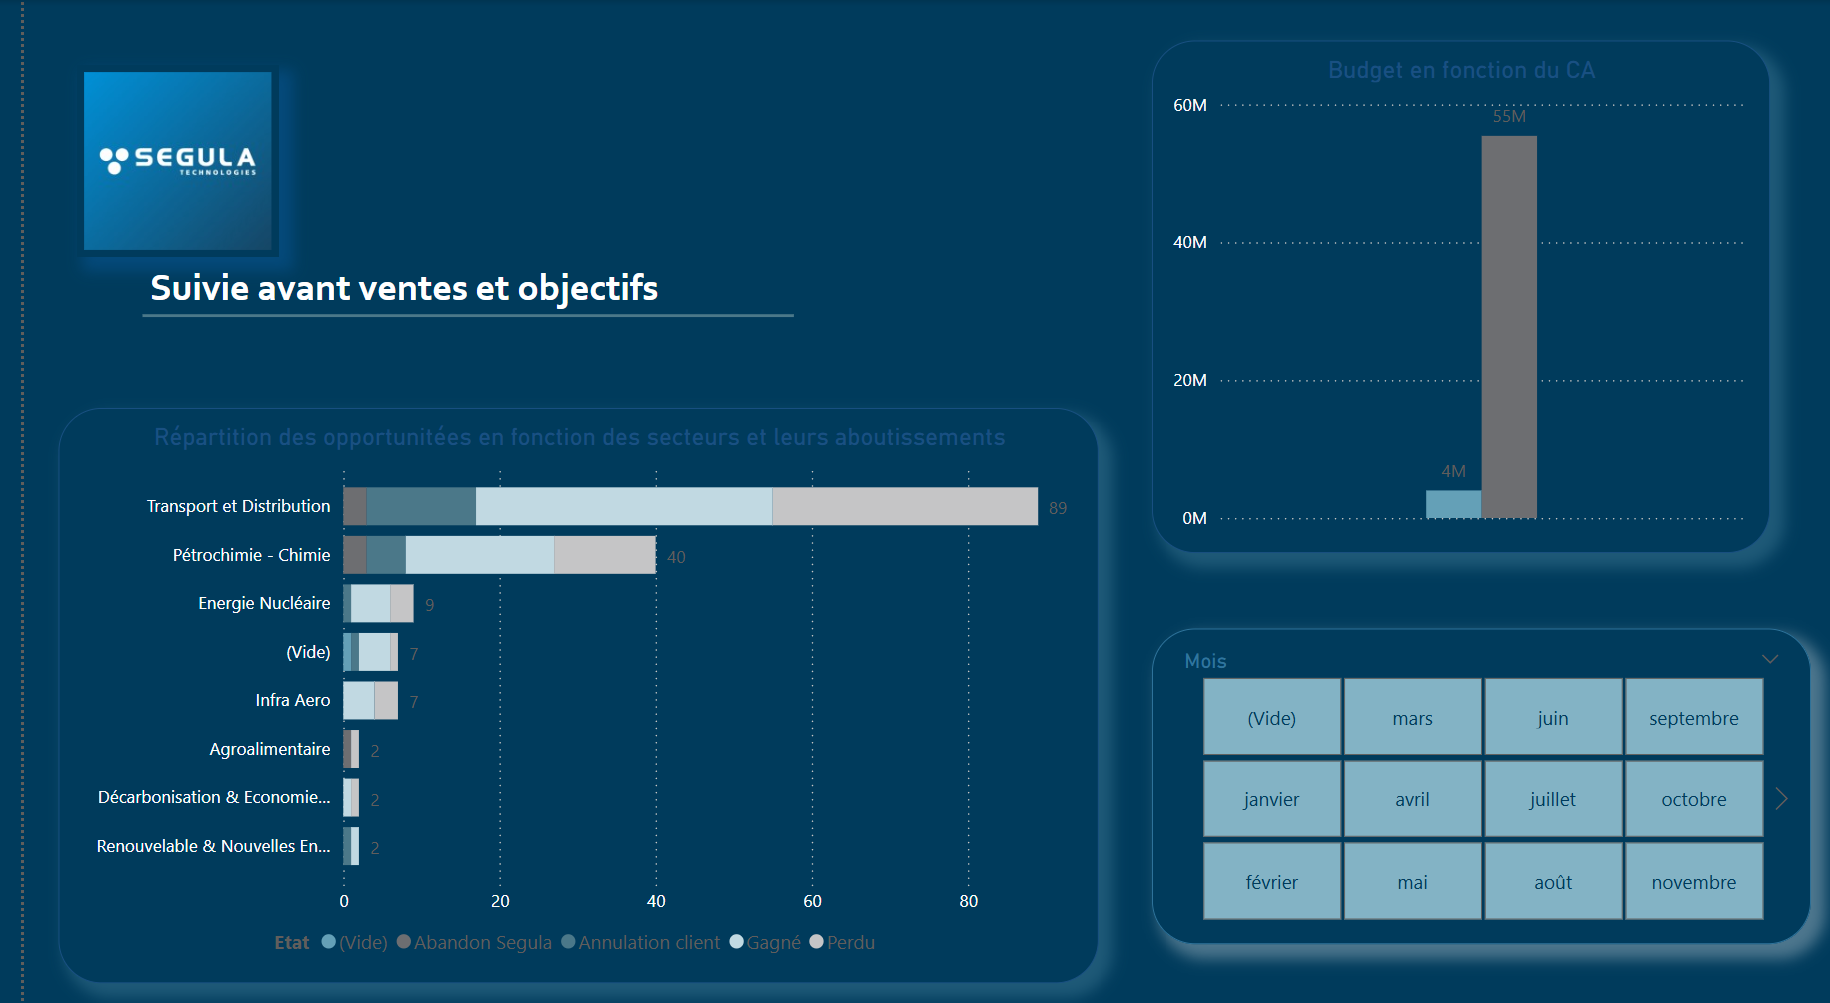 SEGULA
TECHNOLOGIES
Suivie avant ventes et objectifs
Répartition des opportunitées en fonction des secteurs et leurs aboutissements
Transport et Distribution 89
Pétrochimie - Chimie 40
Energie Nucléaire 9
(Vide) 7
Infra Aero 7
Agroalimentaire 2
Décarbonisation & Economie... 2
Renouvelable & Nouvelles En... 2
0 20 40 60 80
Etat (Vide) Abandon Segula Annulation client Gagné Perdu
Budget en fonction du CA
60M
55M
40M
20M
4M
0M
Mois
(Vide) mars juin septembre
janvier avril juillet octobre
février mai août novembre